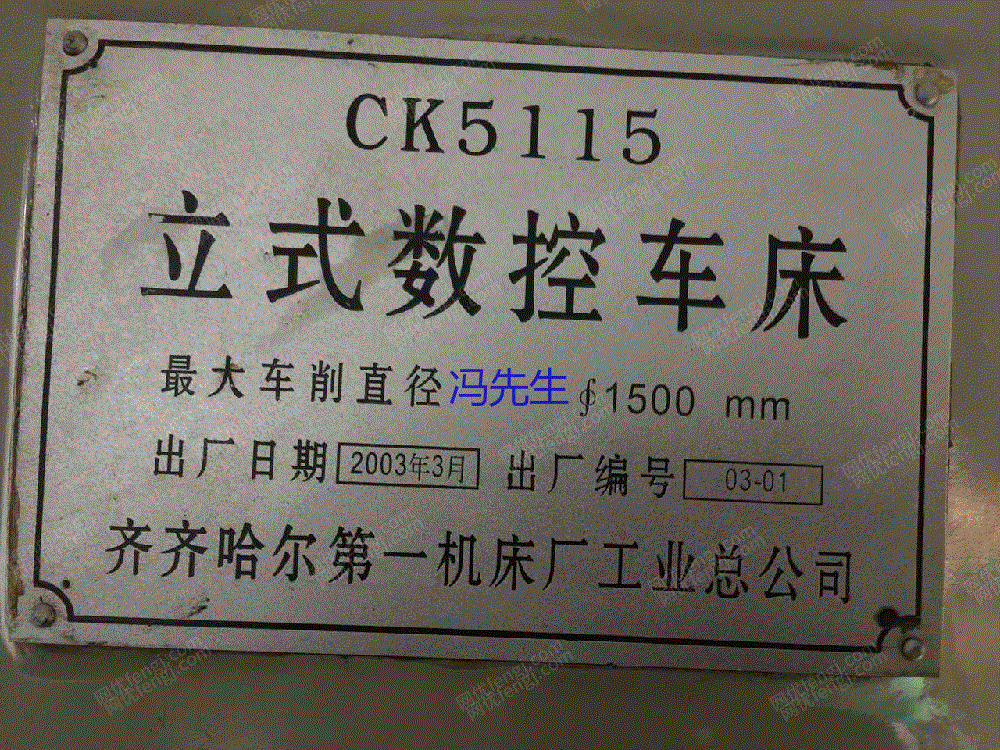 CK5115
立式数控车床
最大车削直径冯先生∮1500 mm
出厂日期 2003年3月 出厂编号 03-01
齐齐哈尔第一机床厂工业总公司